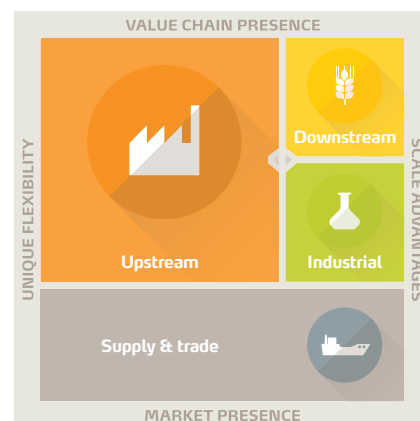 VALUE CHAIN PRESENCE
UNIQUE FLEXIBILITY
Downstream
SCALE ADVANTAGES
Upstream
Industrial
Supply & trade
MARKET PRESENCE